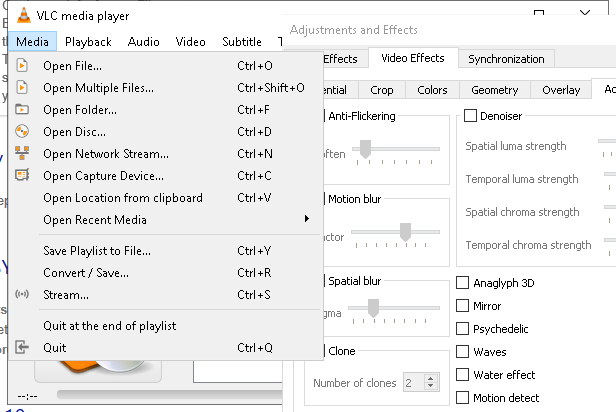 VLC media player
Adjustments and Effects
Media Playback Audio Video Subtitle
Effects Video Effects Synchronization
Crop Colors Geometry Overlay
Open File... Ctrl+O
Open Multiple Files... Ctrl+Shift+O
Open Folder... Ctrl+F
Open Disc... Ctrl+D
Open Network Stream... Ctrl+N
Open Capture Device... Ctrl+C
Open Location from clipboard Ctrl+V
Open Recent Media
Save Playlist to File... Ctrl+Y
Convert / Save... Ctrl+R
Stream... Ctrl+S
Quit at the end of playlist
Quit Ctrl+Q
--:--
Anti-Flickering
Motion blur
Spatial blur
Clone
Number of clones 2
Denoiser
Spatial luma strength
Temporal luma strength
Spatial chroma strength
Temporal chroma strength
Anaglyph 3D
Mirror
Psychedelic
Waves
Water effect
Motion detect